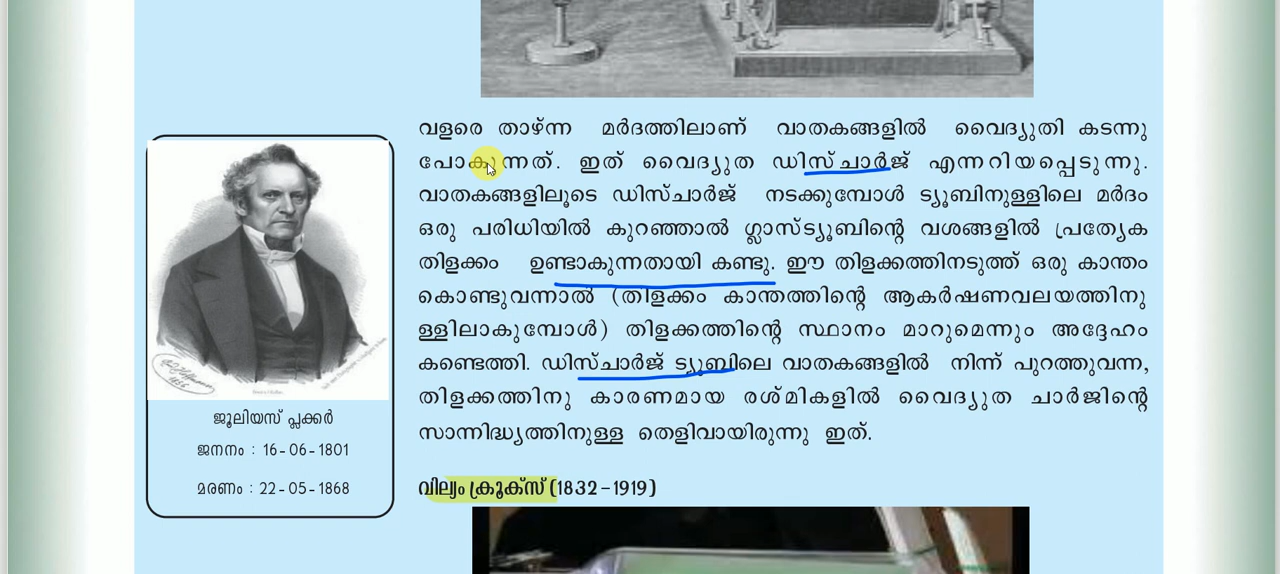 വളരെ താഴ്ന്ന മർദത്തിലാണ് വാതകങ്ങളിൽ വൈദ്യുതി കടന്നു
പോകുന്നത്. ഇത് വൈദ്യുത ഡിസ്ചാർജ് എന്നറിയപ്പെടുന്നു.
വാതകങ്ങളിലൂടെ ഡിസ്ചാർജ് നടക്കുമ്പോൾ ട്യൂബിനുള്ളിലെ മർദം
ഒരു പരിധിയിൽ കുറഞ്ഞാൽ ഗ്ലാസ്ട്യൂബിന്റെ വശങ്ങളിൽ പ്രത്യേക
തിളക്കം ഉണ്ടാകുന്നതായി കണ്ടു. ഈ തിളക്കത്തിനടുത്ത് ഒരു കാന്തം
കൊണ്ടുവന്നാൽ (തിളക്കം കാന്തത്തിന്റെ ആകർഷണവലയത്തിനു
ള്ളിലാകുമ്പോൾ) തിളക്കത്തിന്റെ സ്ഥാനം മാറുമെന്നും അദ്ദേഹം
കണ്ടെത്തി. ഡിസ്ചാർജ് ട്യൂബിലെ വാതകങ്ങളിൽ നിന്ന് പുറത്തുവന്ന,
തിളക്കത്തിനു കാരണമായ രശ്മികളിൽ വൈദ്യുത ചാർജിന്റെ
സാന്നിദ്ധ്യത്തിനുള്ള തെളിവായിരുന്നു ഇത്.
ജൂലിയസ് പ്ലക്കർ
ജനനം : 16-06-1801
മരണം : 22-05-1868
വില്യം ക്രൂക്സ് (1832-1919)